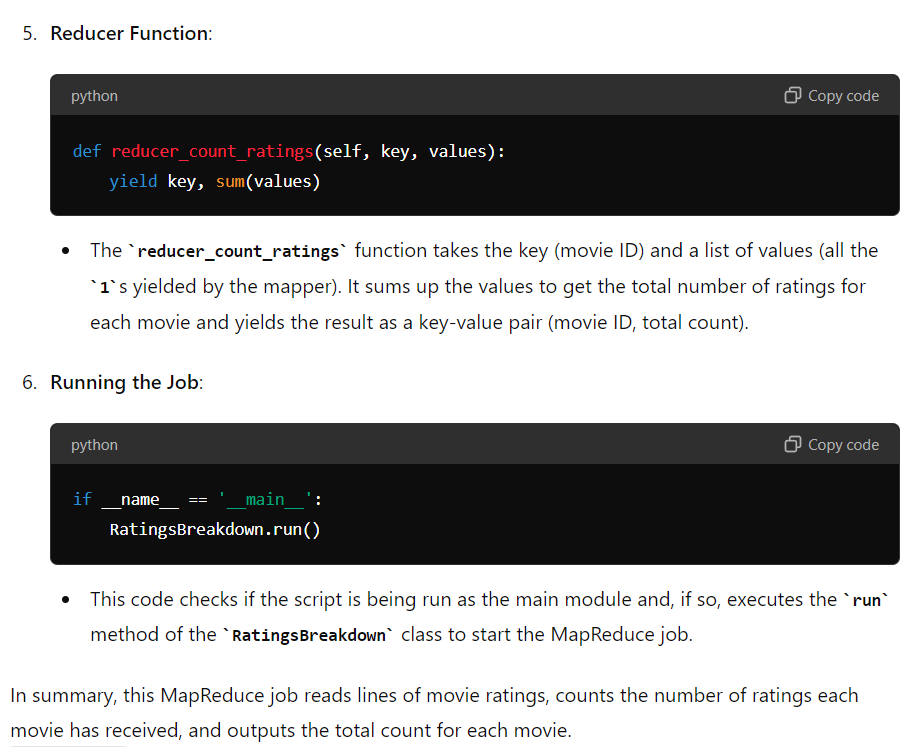 5. Reducer Function:
python Copy code
def reducer_count_ratings(self, key, values):
    yield key, sum(values)
• The `reducer_count_ratings` function takes the key (movie ID) and a list of values (all the
`1`s yielded by the mapper). It sums up the values to get the total number of ratings for
each movie and yields the result as a key-value pair (movie ID, total count).
6. Running the Job:
python Copy code
if __name__ == '__main__':
    RatingsBreakdown.run()
• This code checks if the script is being run as the main module and, if so, executes the `run`
method of the `RatingsBreakdown` class to start the MapReduce job.
In summary, this MapReduce job reads lines of movie ratings, counts the number of ratings each
movie has received, and outputs the total count for each movie.